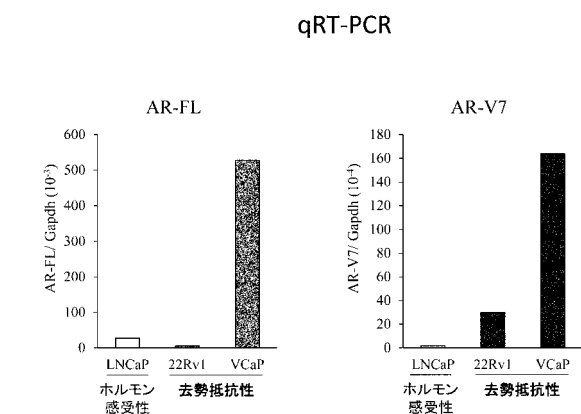 qRT-PCR
AR-FL
AR-FL/ Gapdh (10⁻³)
600
500
400
300
200
100
0
LNCaP 22Rv1 VCaP
ホルモン感受性 去勢抵抗性
AR-V7
AR-V7/ Gapdh (10⁻⁴)
180
160
140
120
100
80
60
40
20
0
LNCaP 22Rv1 VCaP
ホルモン感受性 去勢抵抗性